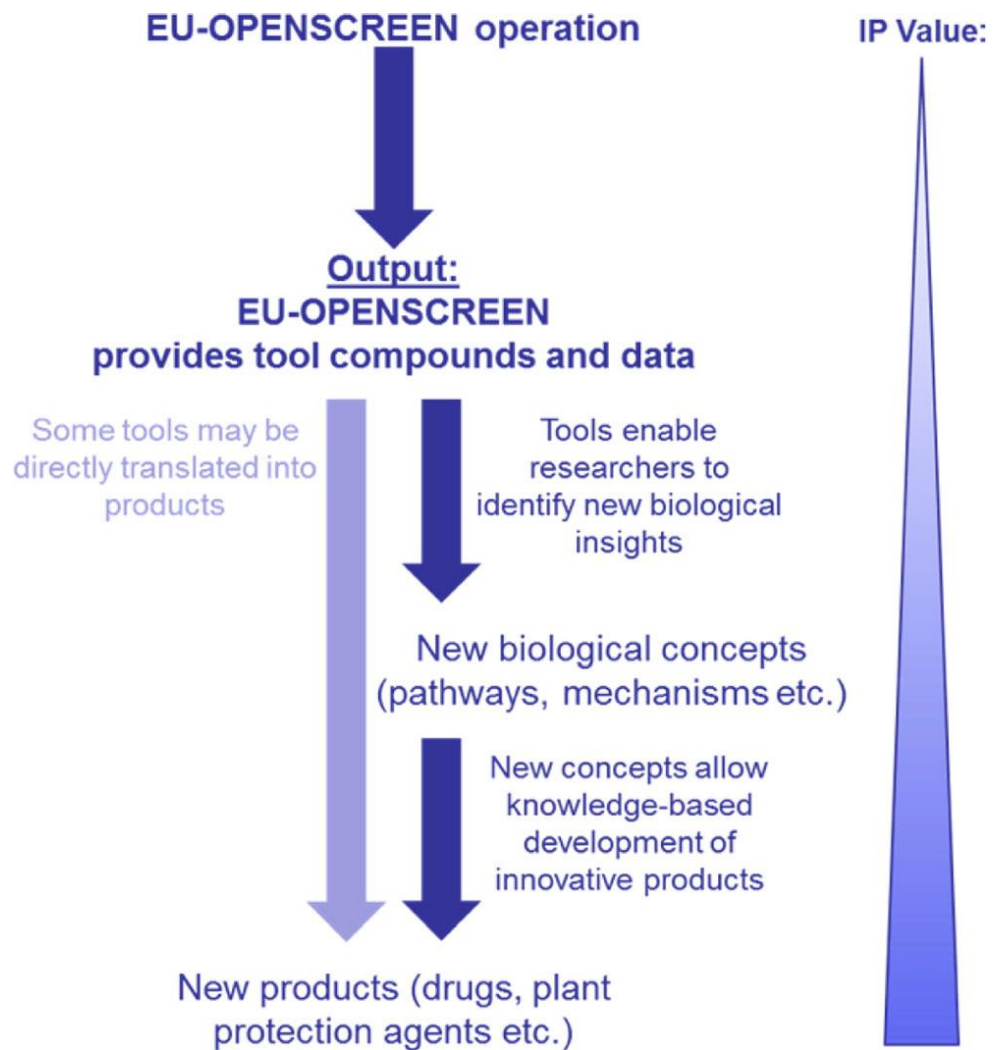 EU-OPENSCREEN operation
IP Value:
Output:
EU-OPENSCREEN
provides tool compounds and data
Some tools may be
directly translated into
products
Tools enable
researchers to
identify new biological
insights
New biological concepts
(pathways, mechanisms etc.)
New concepts allow
knowledge-based
development of
innovative products
New products (drugs, plant
protection agents etc.)